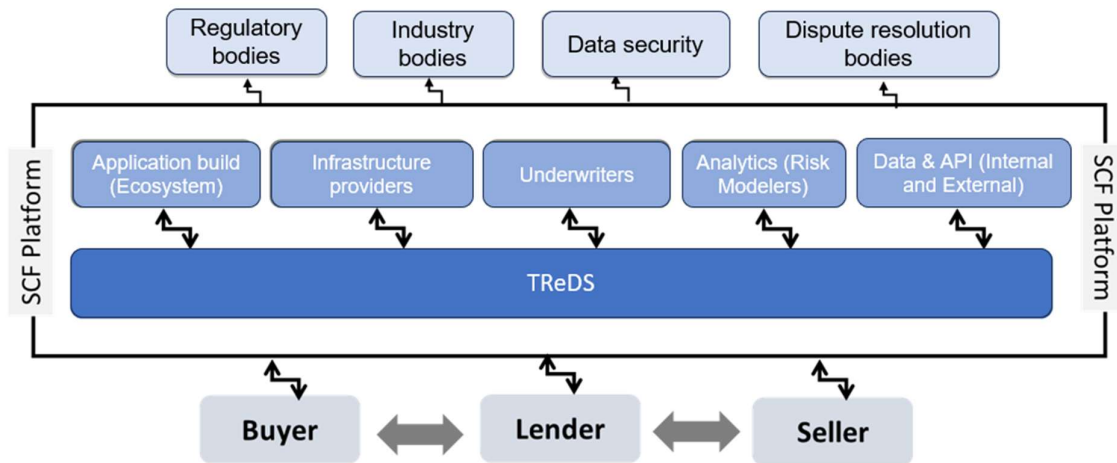 Regulatory
bodies
Industry
bodies
Data security
Dispute resolution
bodies
SCF Platform
Application build
(Ecosystem)
Infrastructure
providers
Underwriters
Analytics (Risk
Modelers)
Data & API (Internal
and External)
SCF Platform
TReDS
Buyer
Lender
Seller